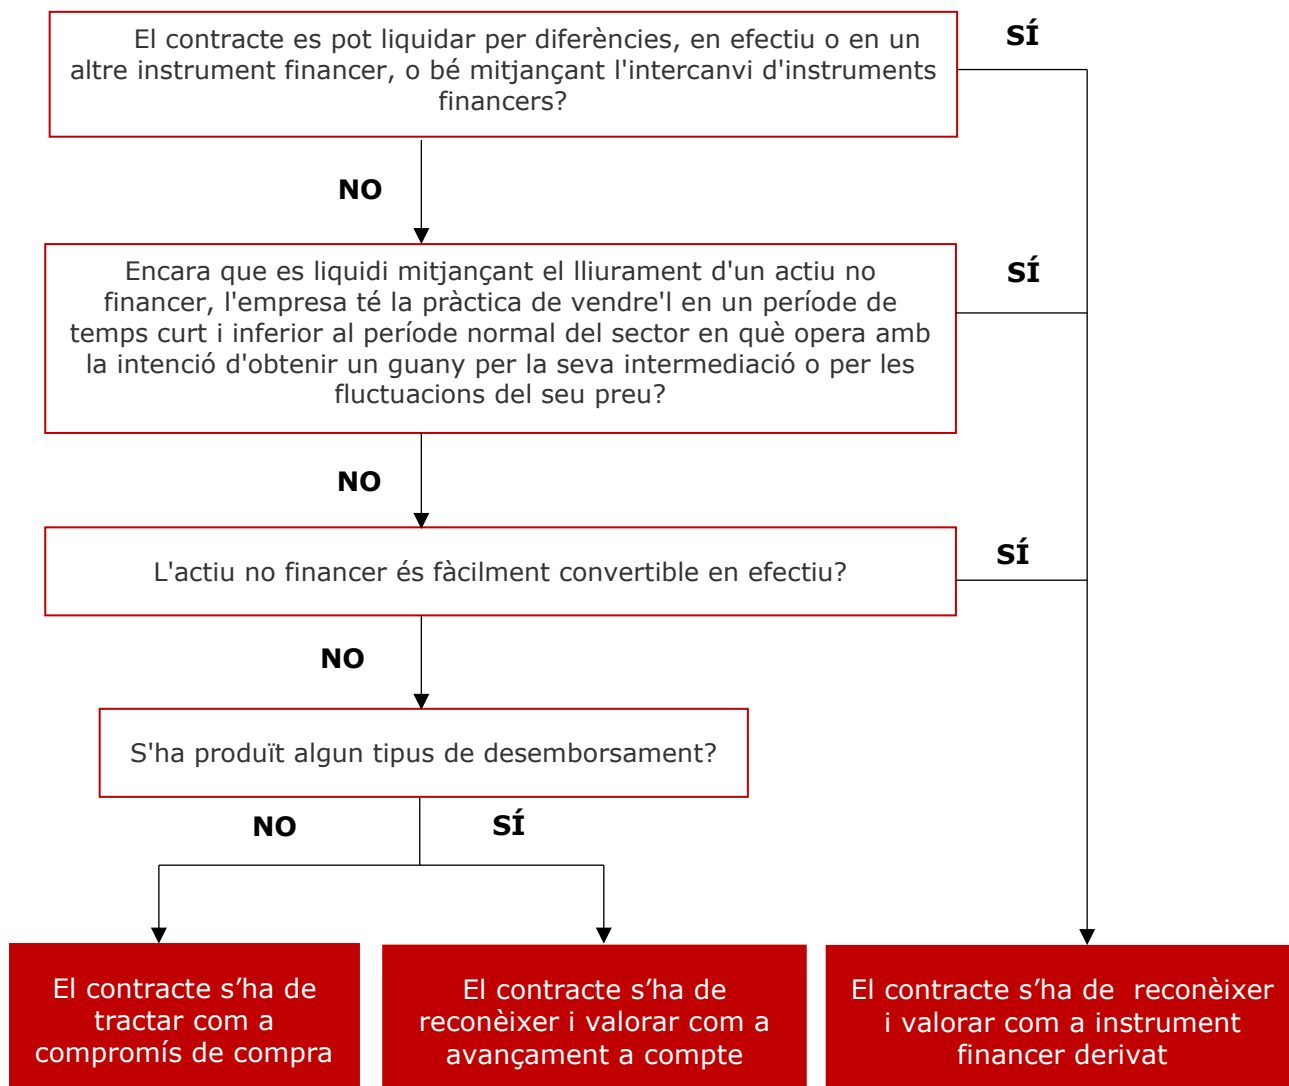 El contracte es pot liquidar per diferències, en efectiu o en un
altre instrument financer, o bé mitjançant l'intercanvi d'instruments
financers?
SÍ
NO
Encara que es liquidi mitjançant el lliurament d'un actiu no
financer, l'empresa té la pràctica de vendre'l en un període de
temps curt i inferior al període normal del sector en què opera amb
la intenció d'obtenir un guany per la seva intermediació o per les
fluctuacions del seu preu?
SÍ
NO
L'actiu no financer és fàcilment convertible en efectiu?
SÍ
NO
S'ha produït algun tipus de desemborsament?
NO
SÍ
El contracte s’ha de
tractar com a
compromís de compra
El contracte s’ha de
reconèixer i valorar com a
avançament a compte
El contracte s’ha de reconèixer
i valorar com a instrument
financer derivat